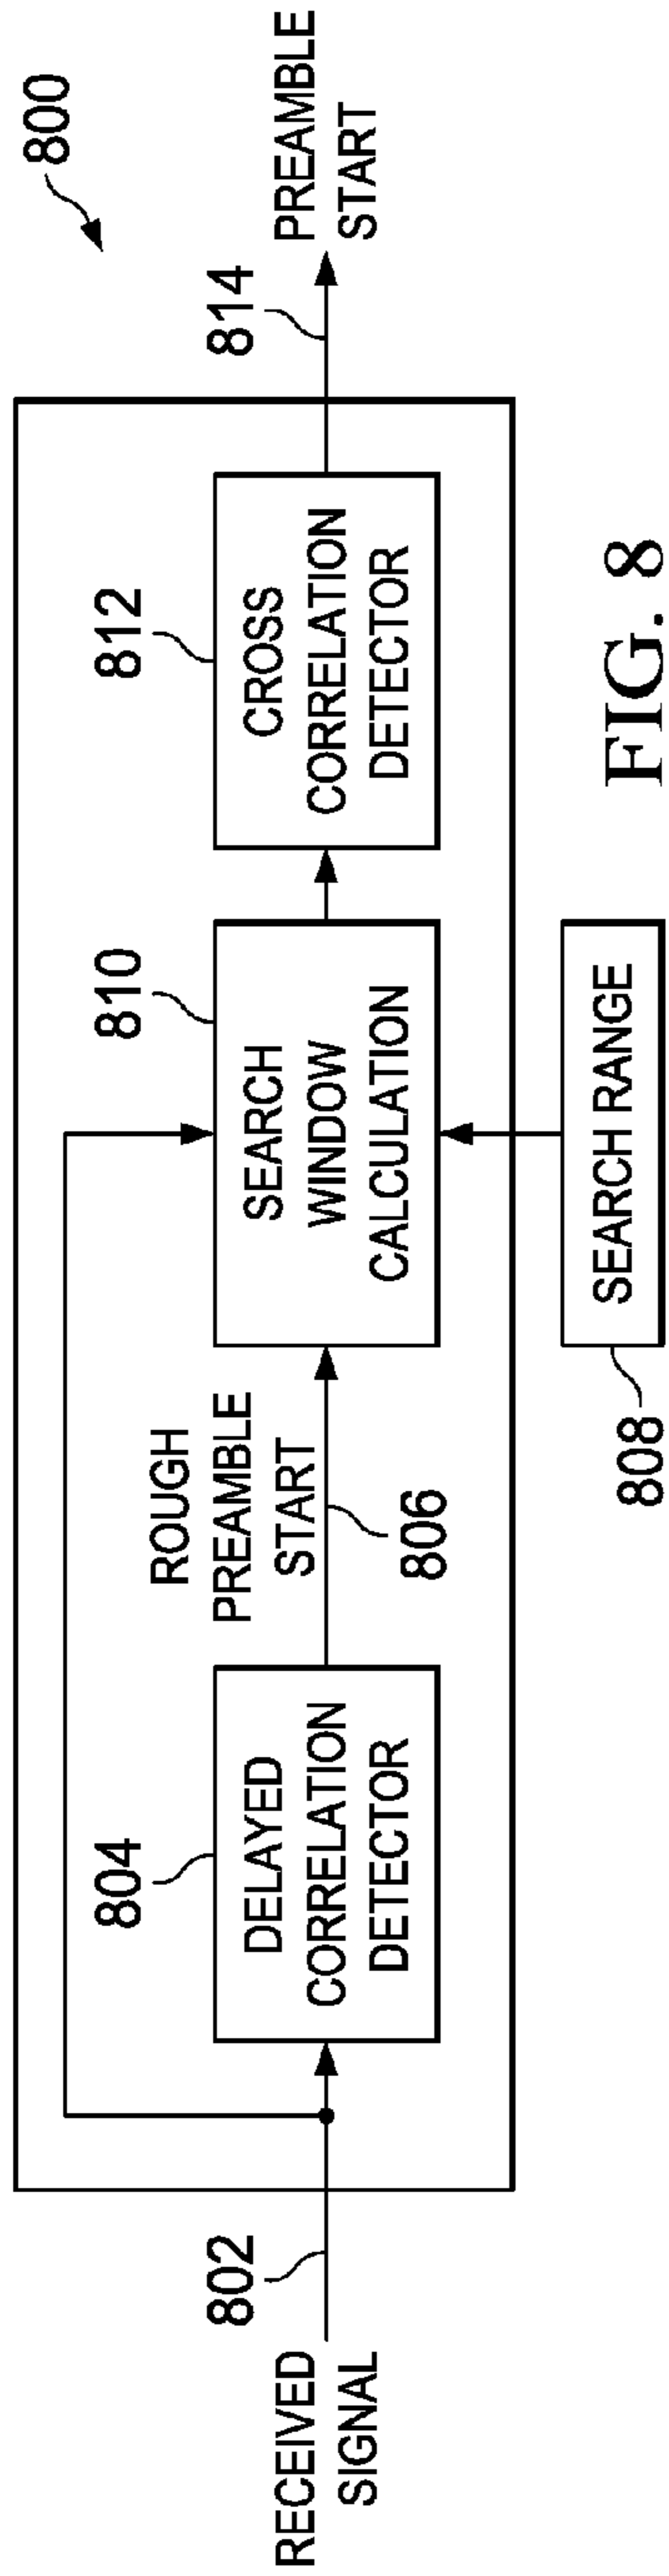 800
RECEIVED
SIGNAL
802
804
DELAYED
CORRELATION
DETECTOR
ROUGH
PREAMBLE
START
806
810
SEARCH
WINDOW
CALCULATION
808
SEARCH RANGE
812
CROSS
CORRELATION
DETECTOR
814
PREAMBLE
START
FIG. 8